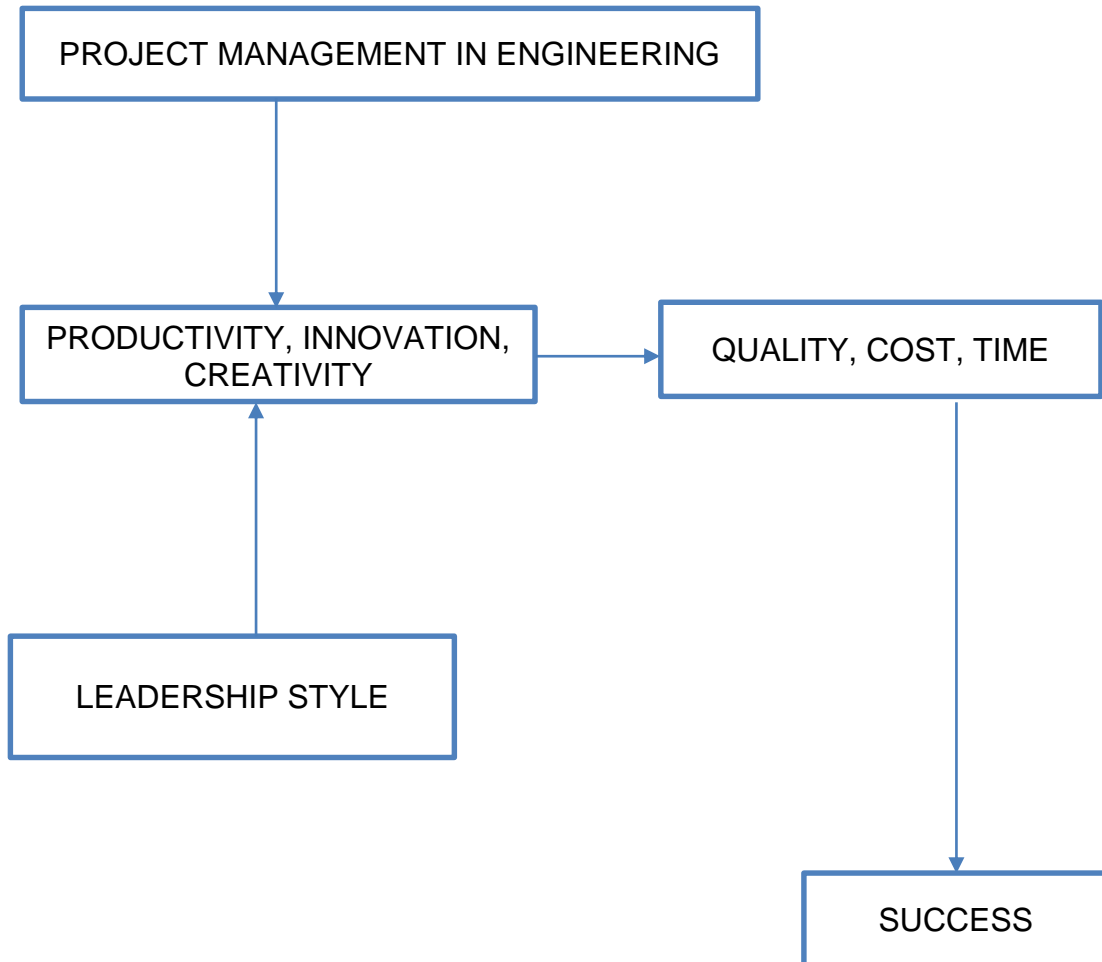 PROJECT MANAGEMENT IN ENGINEERING
PRODUCTIVITY, INNOVATION,
CREATIVITY
QUALITY, COST, TIME
LEADERSHIP STYLE
SUCCESS